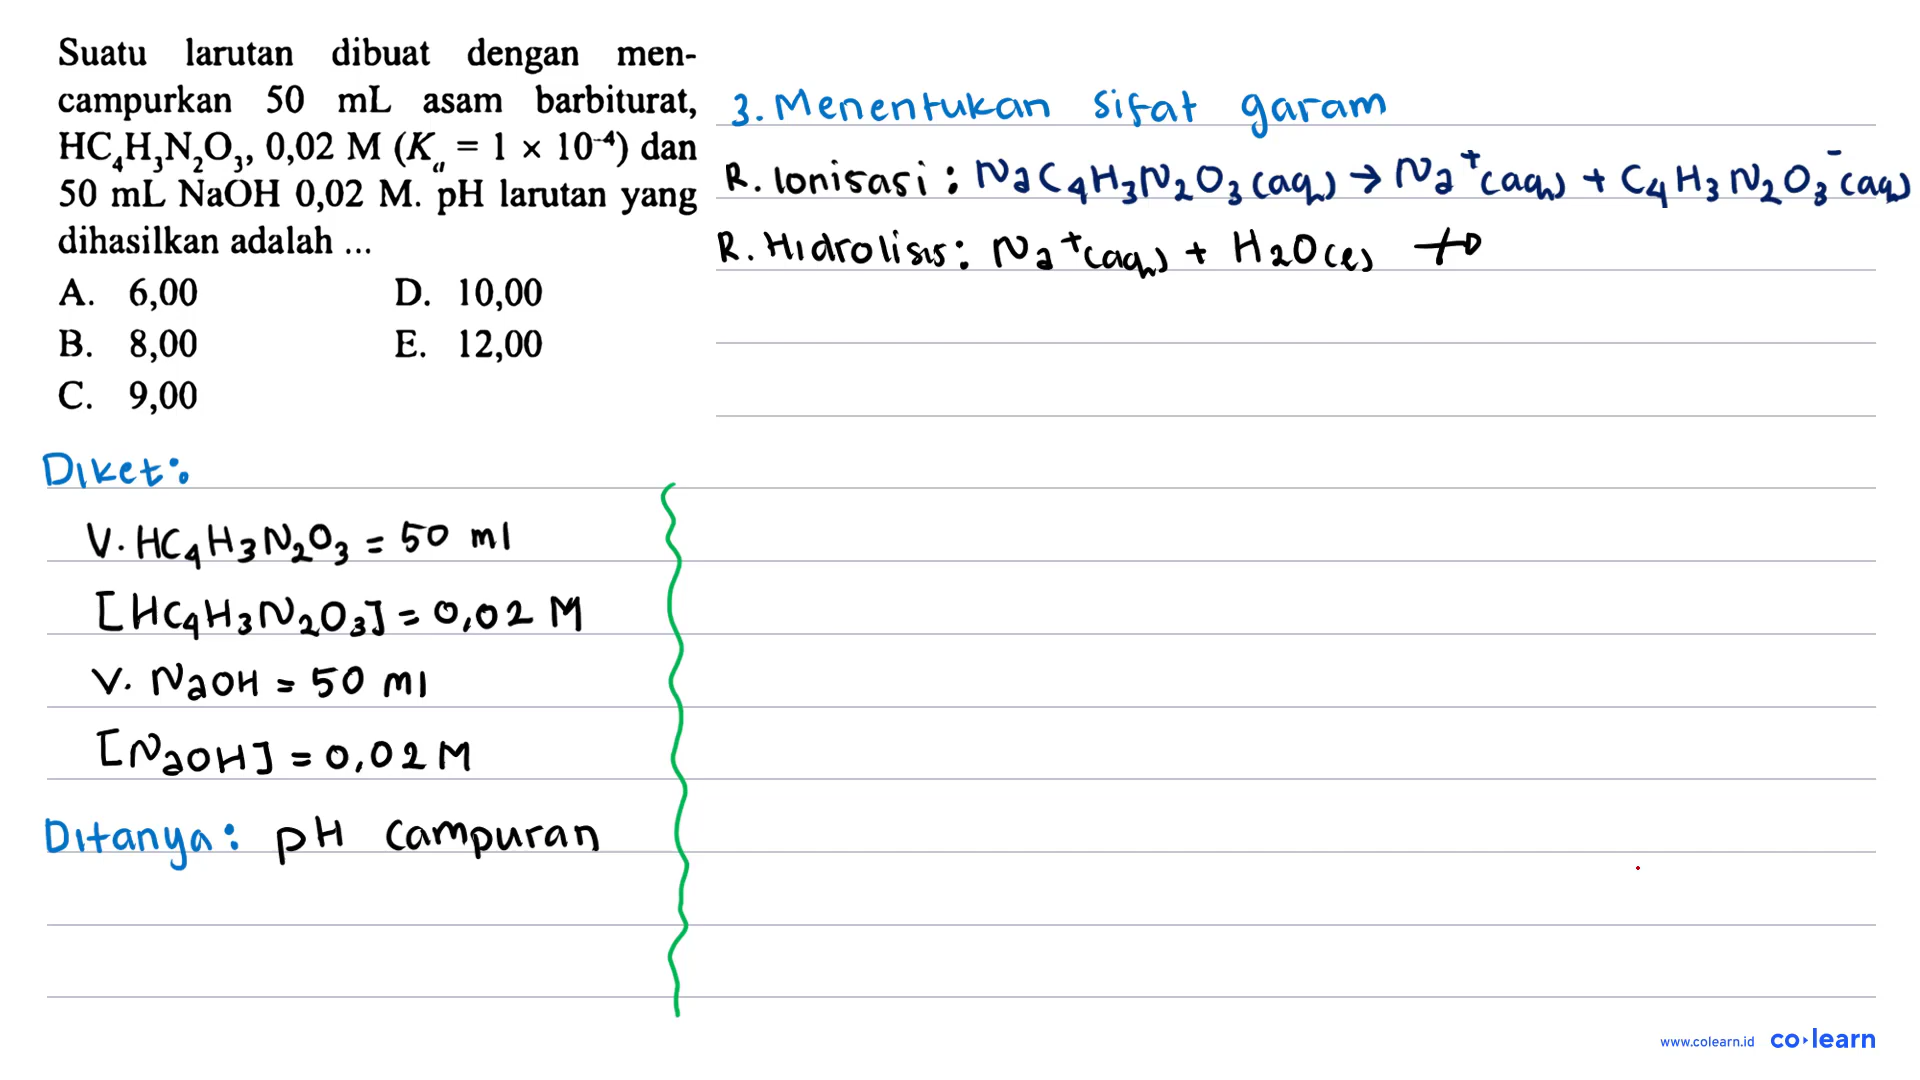 Suatu larutan dibuat dengan men-
campurkan 50 mL asam barbiturat,
HC₄H₃N₂O₃, 0,02 M (Kₐ = 1 × 10⁻⁴) dan
50 mL NaOH 0,02 M. pH larutan yang
dihasilkan adalah ...
A. 6,00 D. 10,00
B. 8,00 E. 12,00
C. 9,00
Diket:
V. HC₄H₃N₂O₃ = 50 ml
[HC₄H₃N₂O₃] = 0,02 M
V. NaOH = 50 ml
[NaOH] = 0,02 M
Ditanya: pH campuran
3. Menentukan sifat garam
R. Ionisasi : NaC₄H₃N₂O₃(aq) → Na⁺(aq) + C₄H₃N₂O₃⁻(aq)
R. Hidrolisis: Na⁺(aq) + H₂O(l) ↛
www.colearn.id co·learn